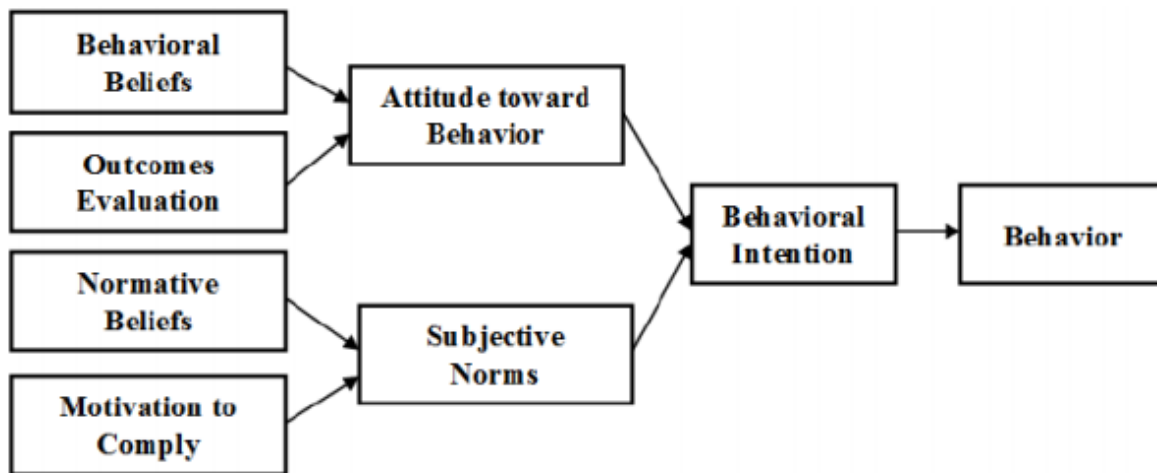 Behavioral
Beliefs
Outcomes
Evaluation
Normative
Beliefs
Motivation to
Comply
Attitude toward
Behavior
Subjective
Norms
Behavioral
Intention
Behavior